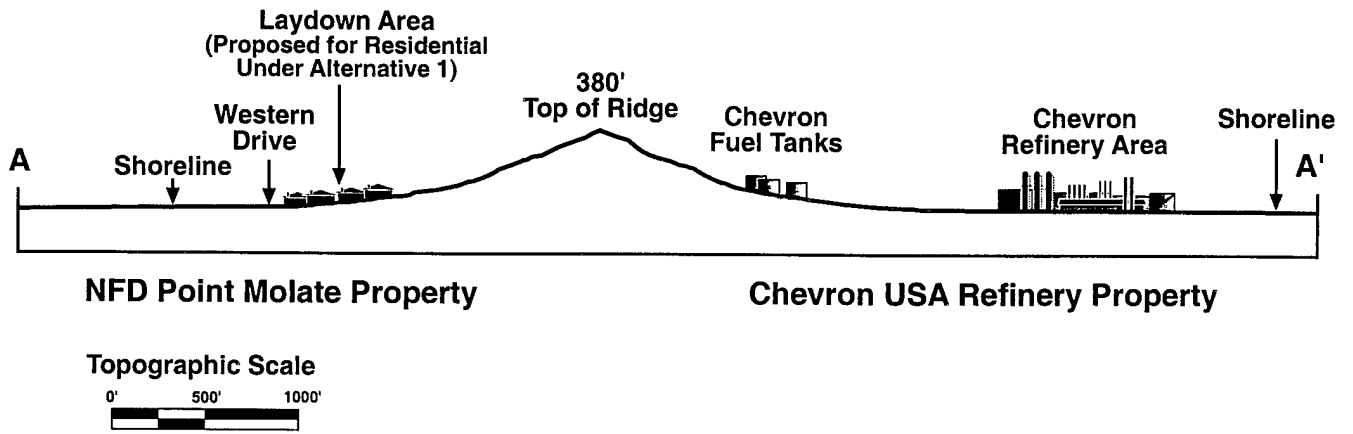 Laydown Area
(Proposed for Residential
Under Alternative 1)
380'
Top of Ridge
Western
Drive
Chevron
Fuel Tanks
Chevron
Refinery Area
Shoreline
A
Shoreline
A'
NFD Point Molate Property
Chevron USA Refinery Property
Topographic Scale
0' 500' 1000'